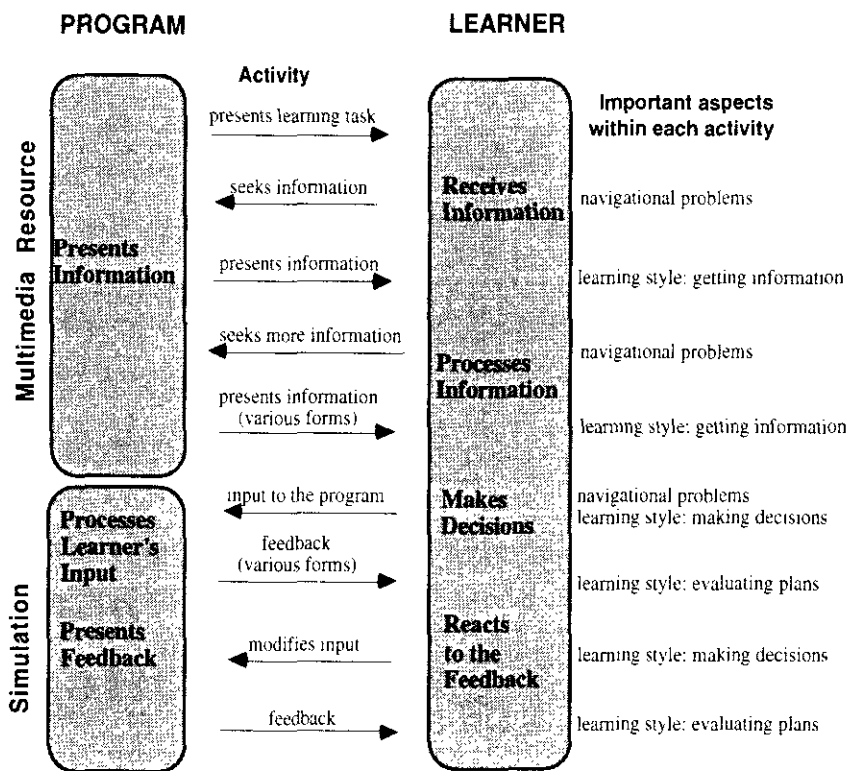 PROGRAM
LEARNER
Activity
Important aspects
within each activity
Multimedia Resource
Presents
Information
presents learning task
seeks information
presents information
seeks more information
presents information
(various forms)
Receives
Information
Processes
Information
navigational problems
learning style: getting information
navigational problems
learning style: getting information
Simulation
Processes
Learner's
Input
Presents
Feedback
input to the program
feedback
(various forms)
modifies input
feedback
Makes
Decisions
Reacts
to the
Feedback
navigational problems
learning style: making decisions
learning style: evaluating plans
learning style: making decisions
learning style: evaluating plans